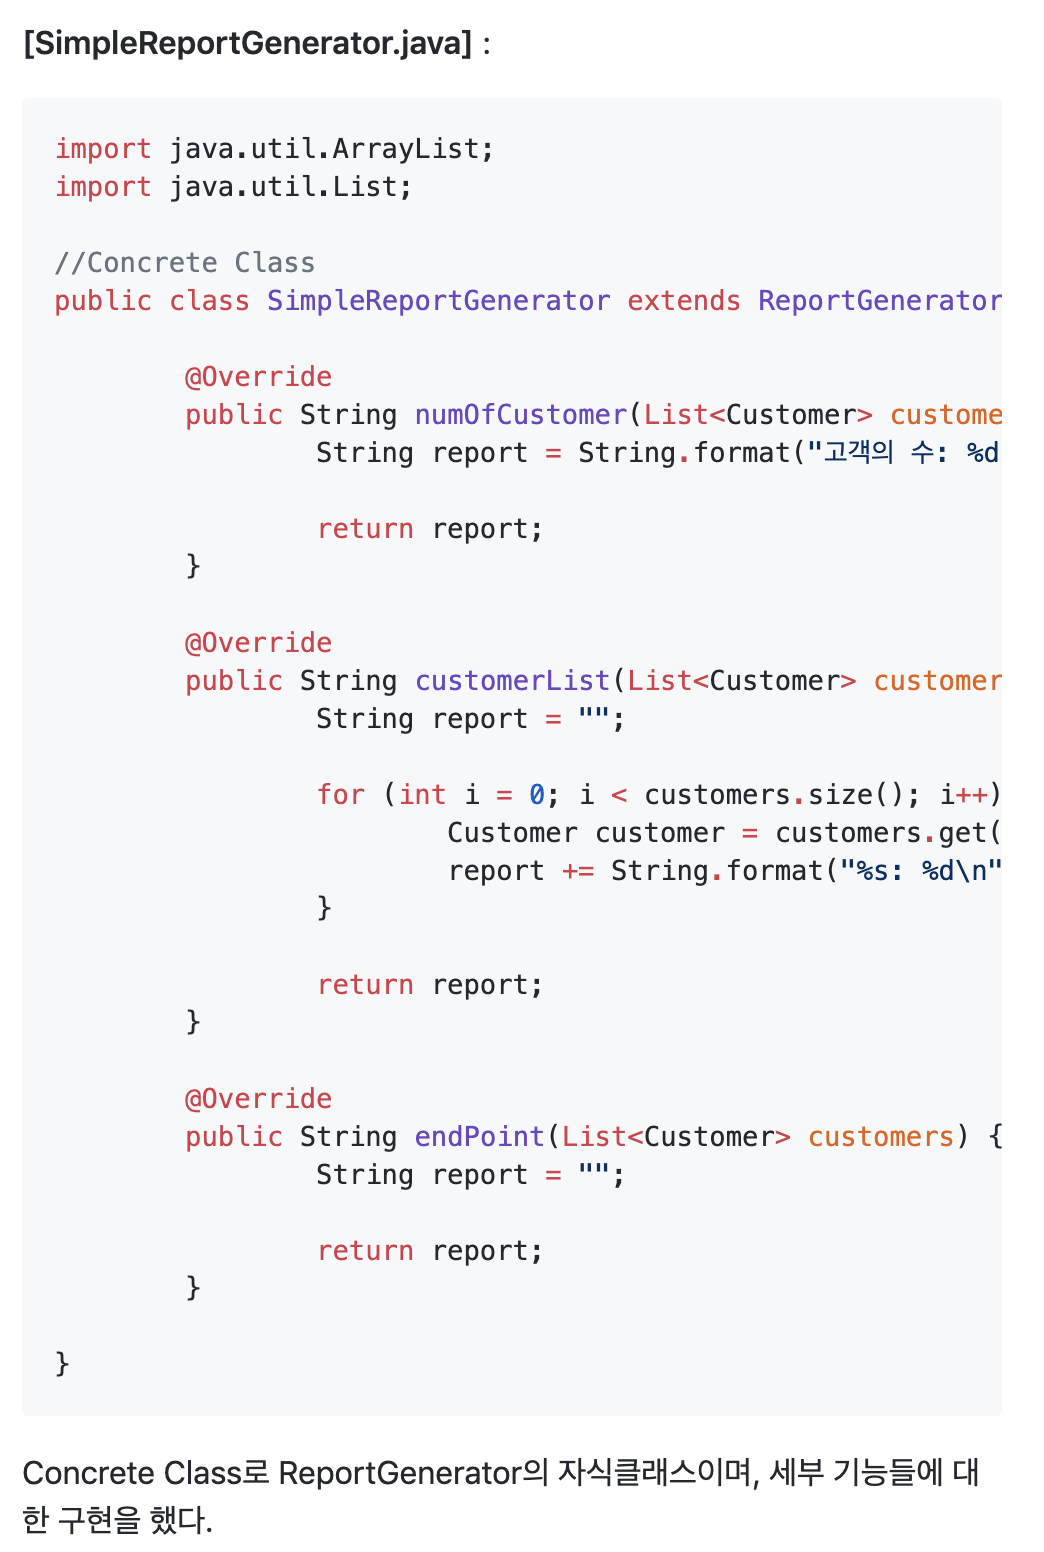 [SimpleReportGenerator.java] :
import java.util.ArrayList;
import java.util.List;
//Concrete Class
public class SimpleReportGenerator extends ReportGenerator
@Override
public String numOfCustomer(List<Customer> custome
String report = String.format("고객의 수: %d
return report;
}
@Override
public String customerList(List<Customer> customer
String report = "";
for (int i = 0; i < customers.size(); i++)
Customer customer = customers.get(
report += String.format("%s: %d\n"
}
return report;
}
@Override
public String endPoint(List<Customer> customers) {
String report = "";
return report;
}
}
Concrete Class로 ReportGenerator의 자식클래스이며, 세부 기능들에 대
한 구현을 했다.